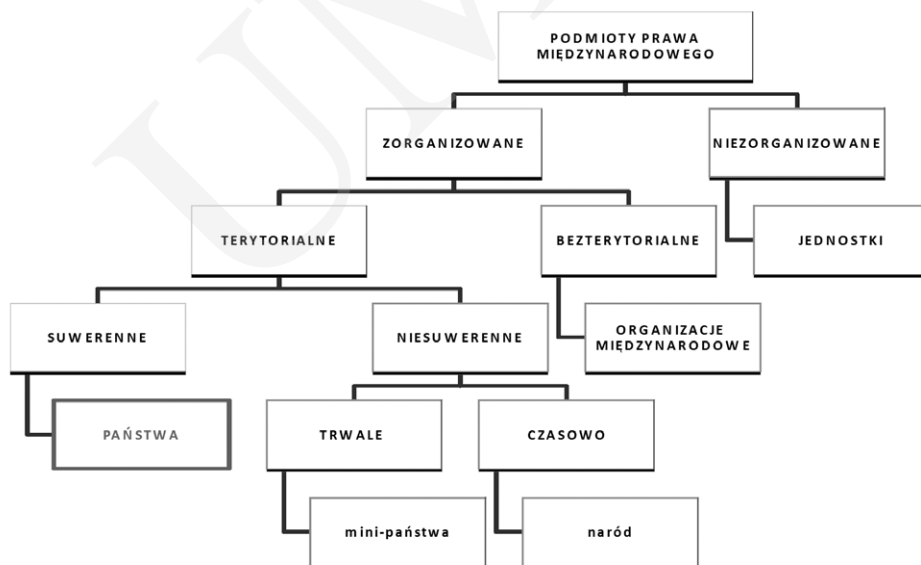 PODMIOTY PRAWA
MIĘDZYNARODOWEGO
ZORGANIZOWANE
NIEZORGANIZOWANE
TERYTORIALNE
BEZTERYTORIALNE
JEDNOSTKI
SUWERENNE
NIESUWERENNE
ORGANIZACJE
MIĘDZYNARODOWE
PAŃSTWA
TRWALE
CZASOWO
mini-państwa
naród